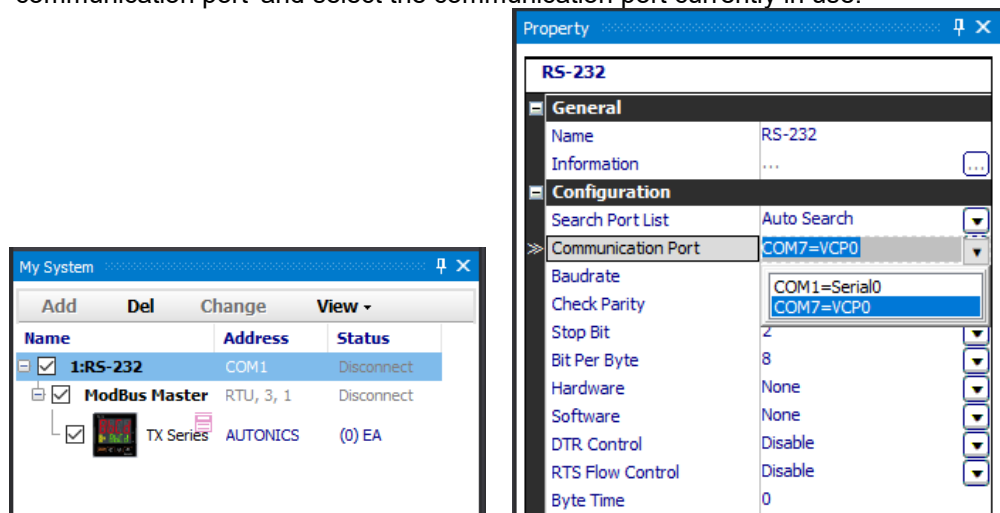 communication port' and select the communication port currently in use.
My System
Add Del Change View
Name Address Status
1:RS-232 COM1 Disconnect
ModBus Master RTU, 3, 1 Disconnect
TX Series AUTONICS (0) EA
Property
RS-232
General
Name RS-232
Information ... ...
Configuration
Search Port List Auto Search
Communication Port COM7=VCP0
COM1=Serial0
COM7=VCP0
Baudrate
Check Parity
Stop Bit 2
Bit Per Byte 8
Hardware None
Software None
DTR Control Disable
RTS Flow Control Disable
Byte Time 0